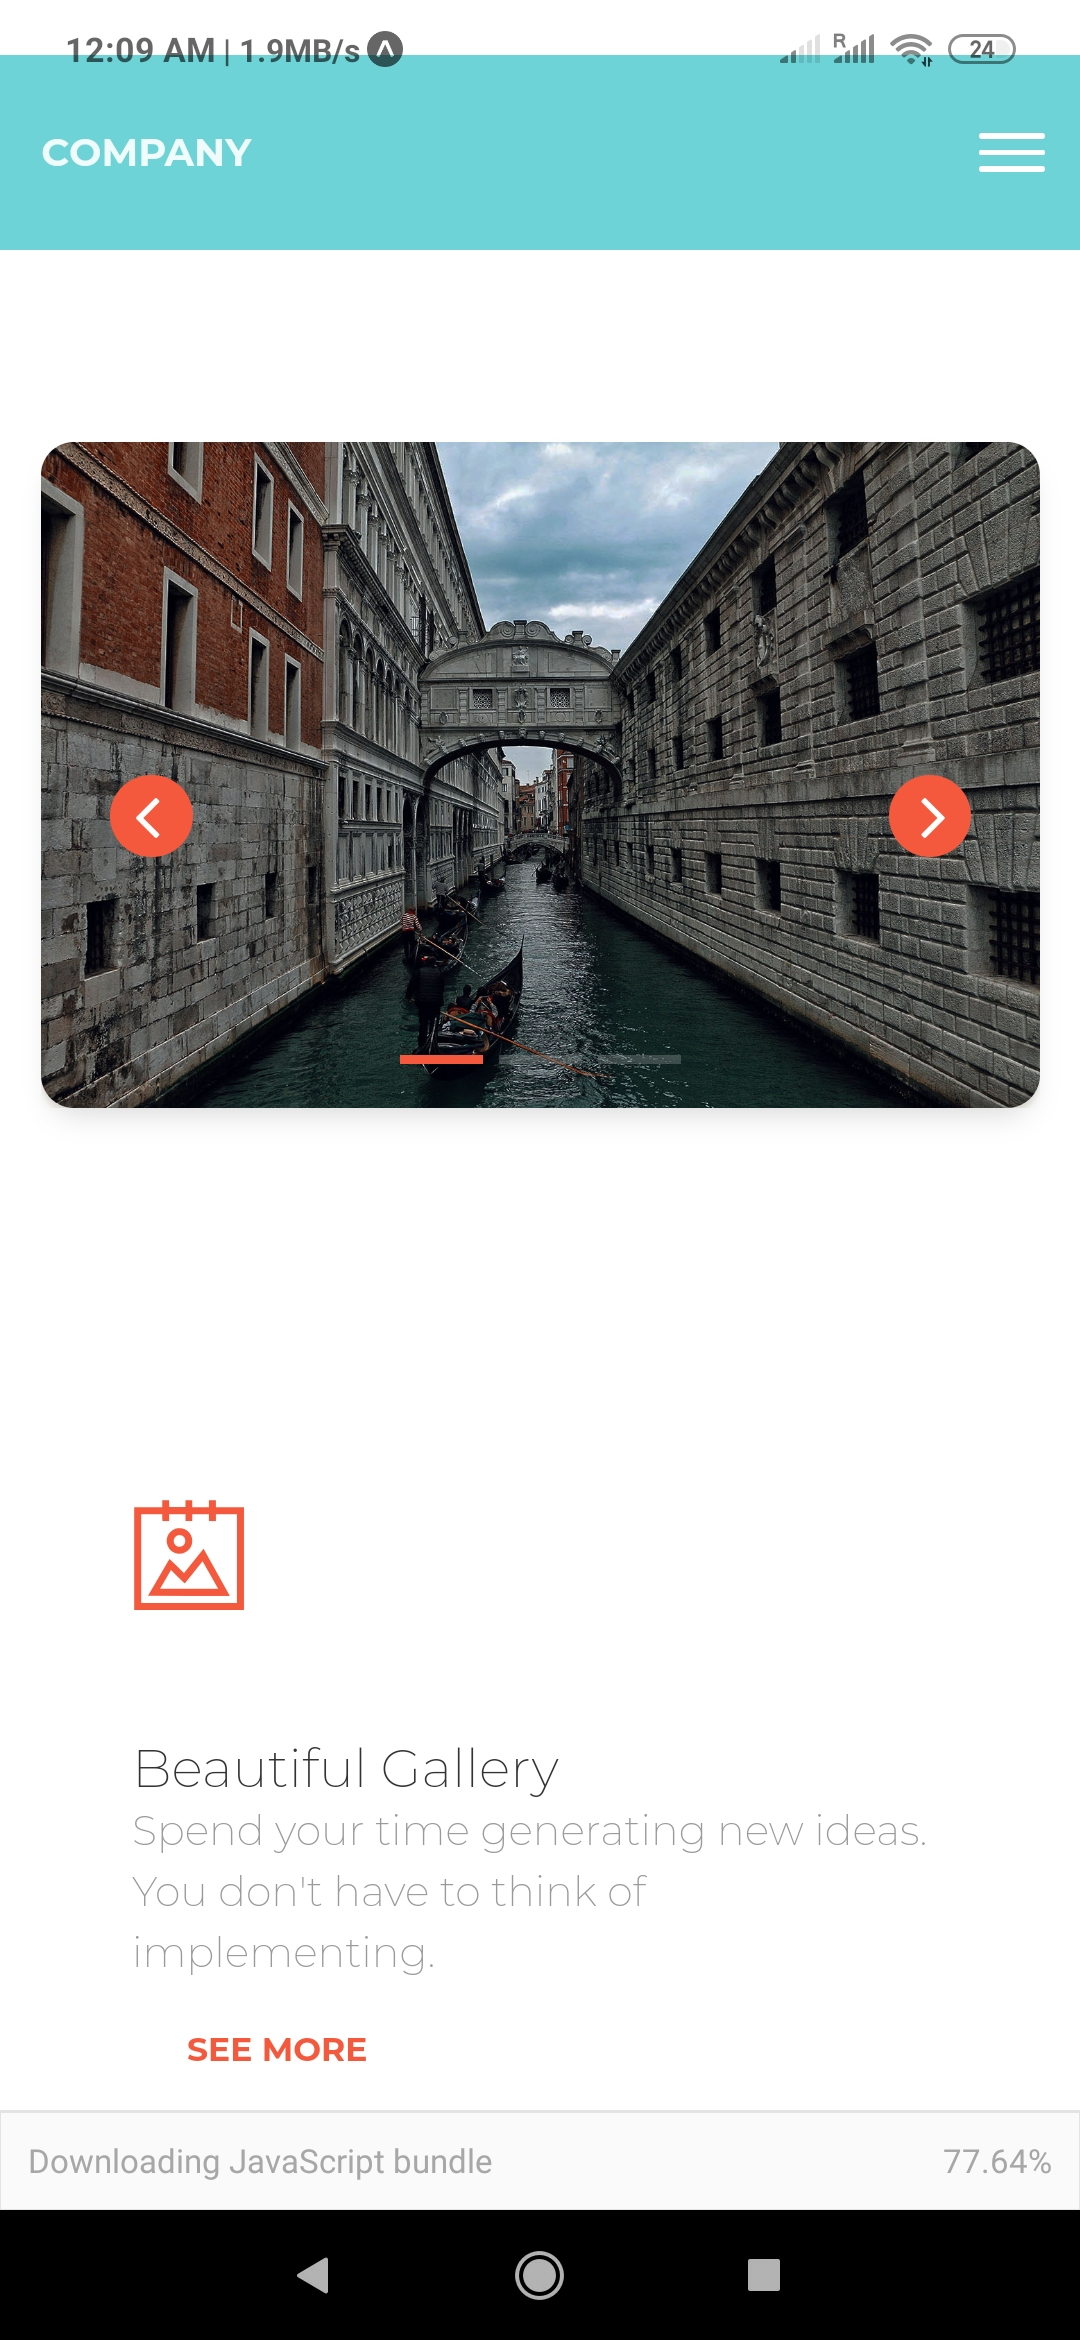 12:09 AM | 1.9MB/s
R
24
COMPANY
Beautiful Gallery
Spend your time generating new ideas.
You don't have to think of
implementing.
SEE MORE
Downloading JavaScript bundle 77.64%